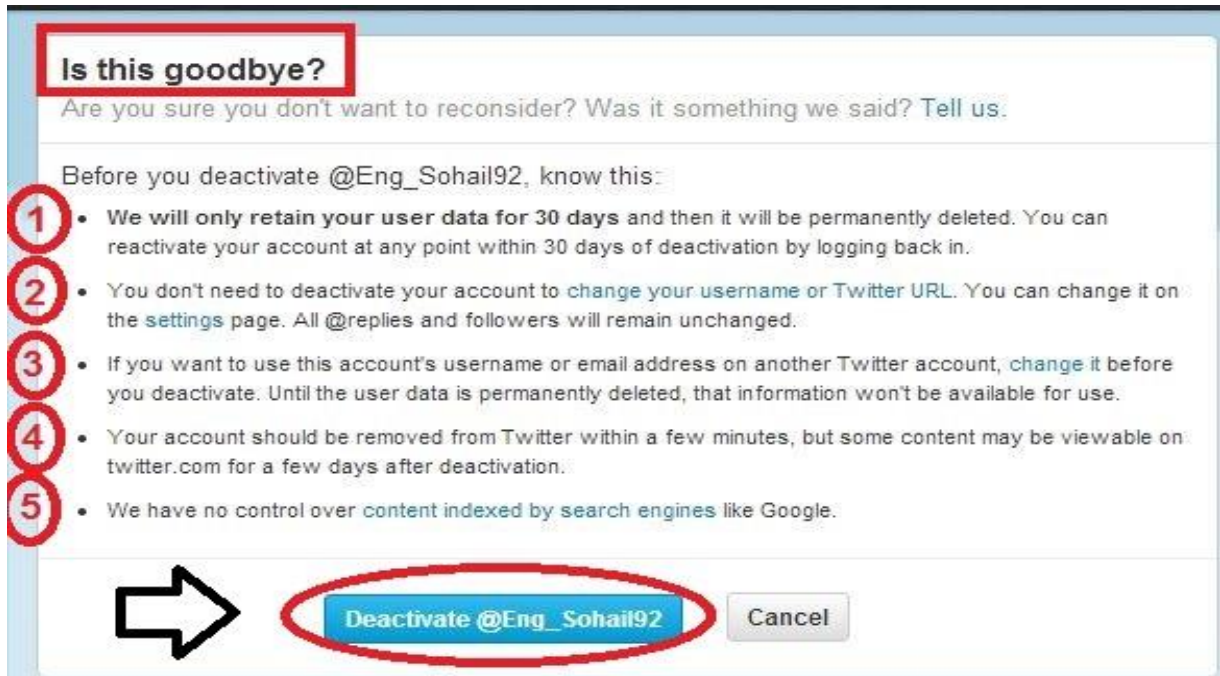 Is this goodbye?
Are you sure you don't want to reconsider? Was it something we said? Tell us.
Before you deactivate @Eng_Sohail92, know this:
1 • We will only retain your user data for 30 days and then it will be permanently deleted. You can
reactivate your account at any point within 30 days of deactivation by logging back in.
2 • You don't need to deactivate your account to change your username or Twitter URL. You can change it on
the settings page. All @replies and followers will remain unchanged.
3 • If you want to use this account's username or email address on another Twitter account, change it before
you deactivate. Until the user data is permanently deleted, that information won't be available for use.
4 • Your account should be removed from Twitter within a few minutes, but some content may be viewable on
twitter.com for a few days after deactivation.
5 • We have no control over content indexed by search engines like Google.
Deactivate @Eng_Sohail92 Cancel